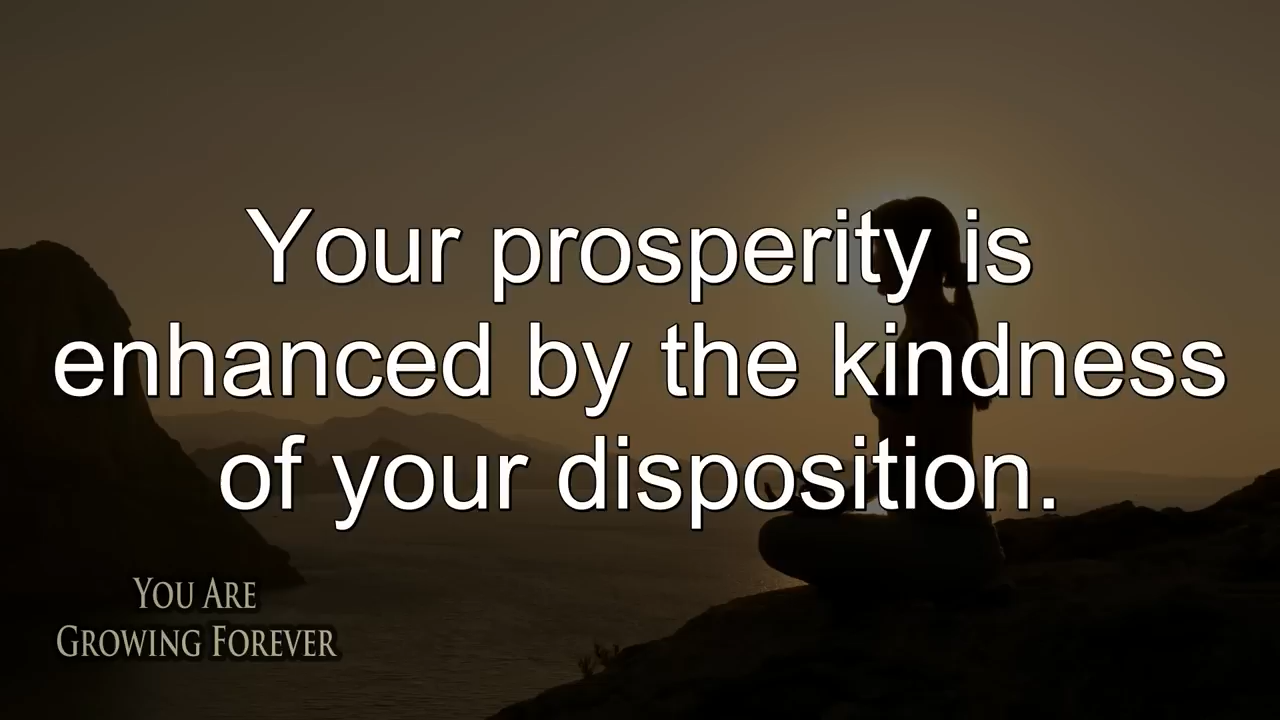 Your prosperity is
enhanced by the kindness
of your disposition.
You Are
Growing Forever